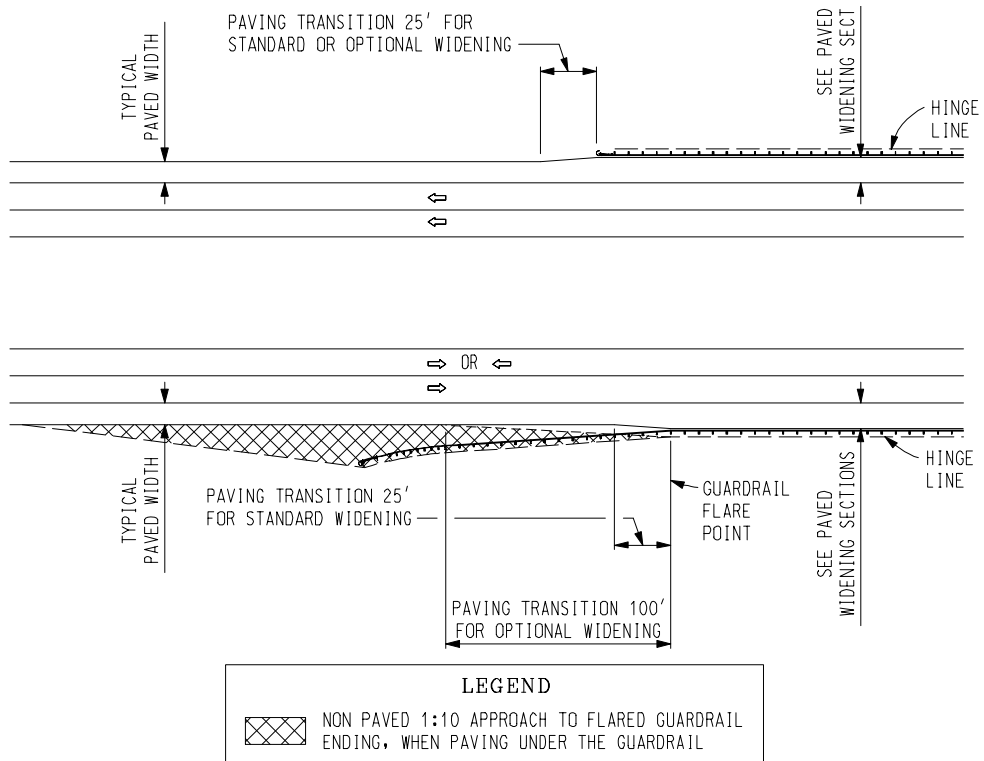 PAVING TRANSITION 25' FOR
STANDARD OR OPTIONAL WIDENING
TYPICAL
PAVED WIDTH
SEE PAVED
WIDENING SECT
HINGE
LINE
OR
TYPICAL
PAVED WIDTH
PAVING TRANSITION 25'
FOR STANDARD WIDENING
GUARDRAIL
FLARE
POINT
HINGE
LINE
SEE PAVED
WIDENING SECTIONS
PAVING TRANSITION 100'
FOR OPTIONAL WIDENING
LEGEND
NON PAVED 1:10 APPROACH TO FLARED GUARDRAIL
ENDING, WHEN PAVING UNDER THE GUARDRAIL